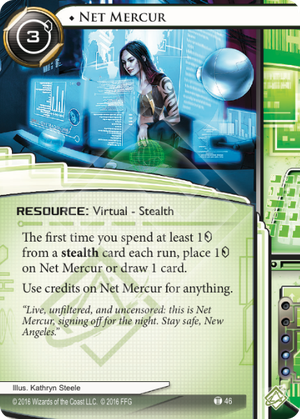 3
♦ NET MERCUR
RESOURCE: Virtual - Stealth
The first time you spend at least 1
from a stealth card each run, place 1
on Net Mercur or draw 1 card.
Use credits on Net Mercur for anything.
“Live, unfiltered, and uncensored: this is Net
Mercur, signing off for the night. Stay safe, New
Angeles.”
Illus. Kathryn Steele
© 2016 Wizards of the Coast LLC. © 2016 FFG
46